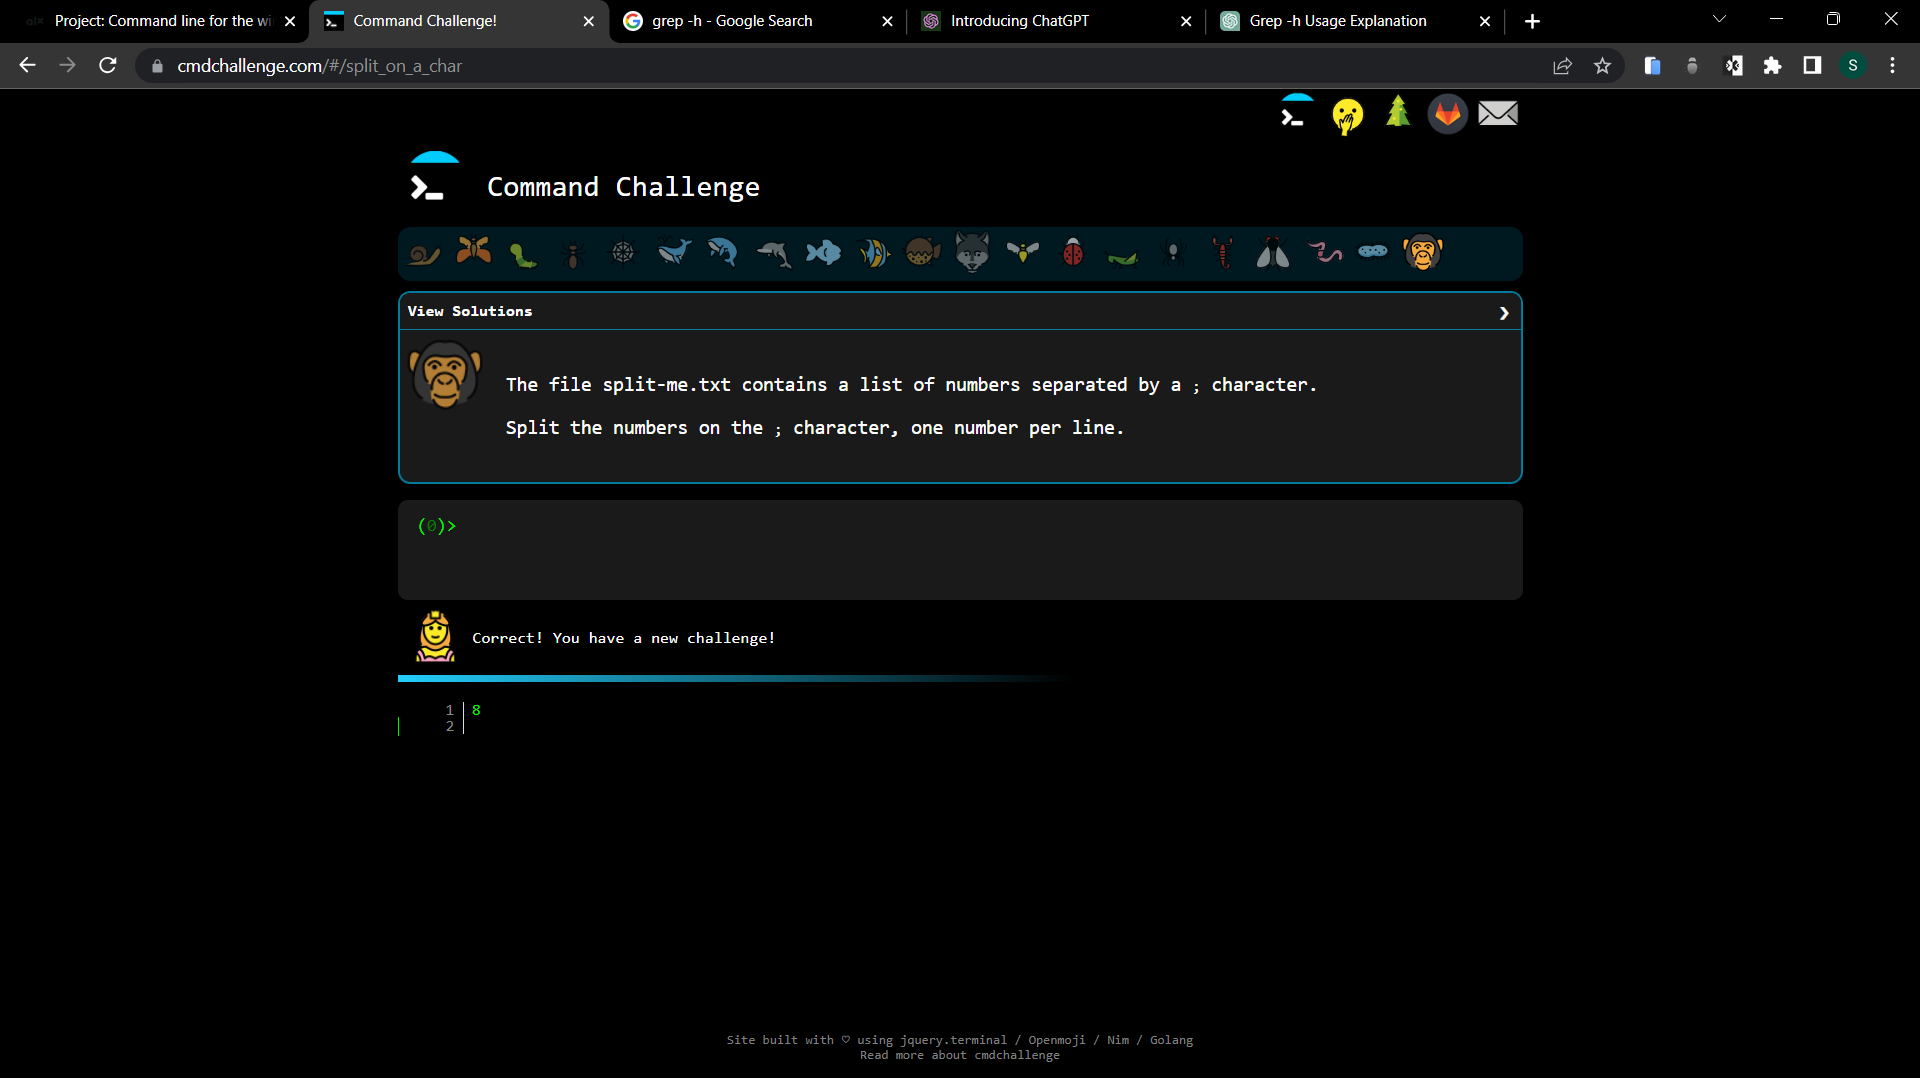 Project: Command line for the wi
Command Challenge!
grep -h - Google Search
Introducing ChatGPT
Grep -h Usage Explanation
cmdchallenge.com/#/split_on_a_char
S
Command Challenge
View Solutions
The file split-me.txt contains a list of numbers separated by a ; character.
Split the numbers on the ; character, one number per line.
(0)>
Correct! You have a new challenge!
1 8
2
Site built with ♡ using jquery.terminal / Openmoji / Nim / Golang
Read more about cmdchallenge